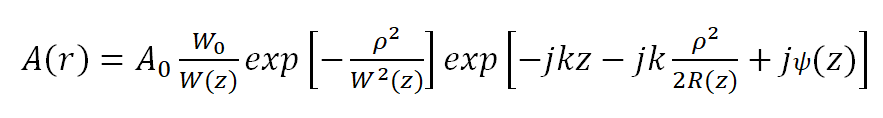 A(r) = A₀ W₀/W(z) exp[−ρ²/W²(z)] exp[−jkz − jk ρ²/2R(z) + jψ(z)]